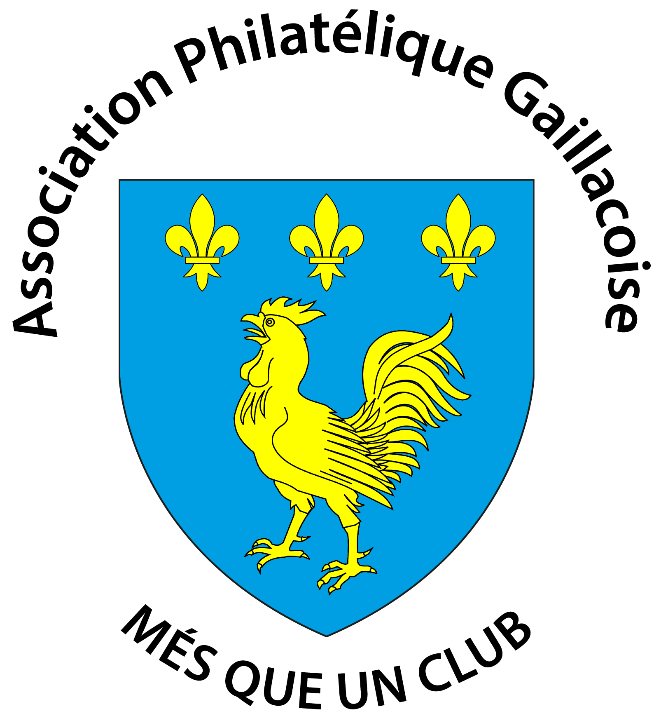 Association Philatélique Gaillacoise
MÉS QUE UN CLUB